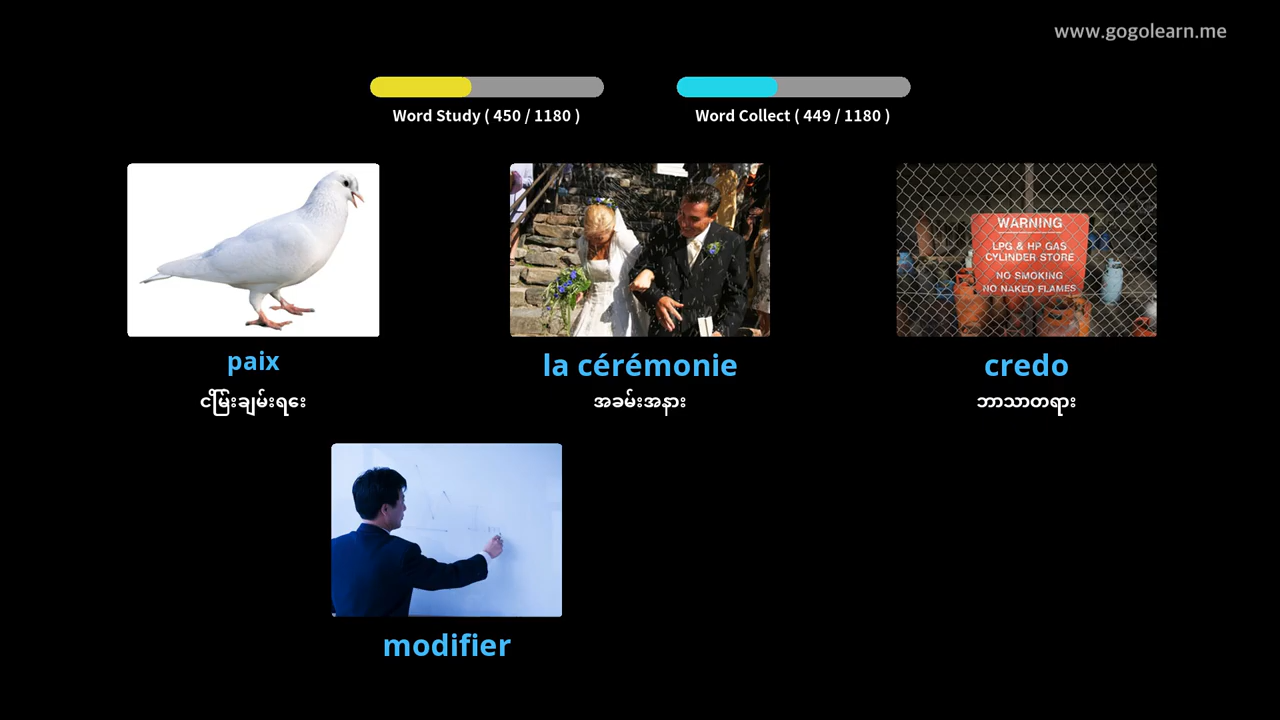 www.gogolearn.me
Word Study ( 450 / 1180 )
Word Collect ( 449 / 1180 )
WARNING
LPG & HP GAS
CYLINDER STORE
NO SMOKING
NO NAKED FLAMES
paix
ငြိမ်းချမ်းရေး
la cérémonie
အခမ်းအနား
credo
ဘာသာတရား
modifier